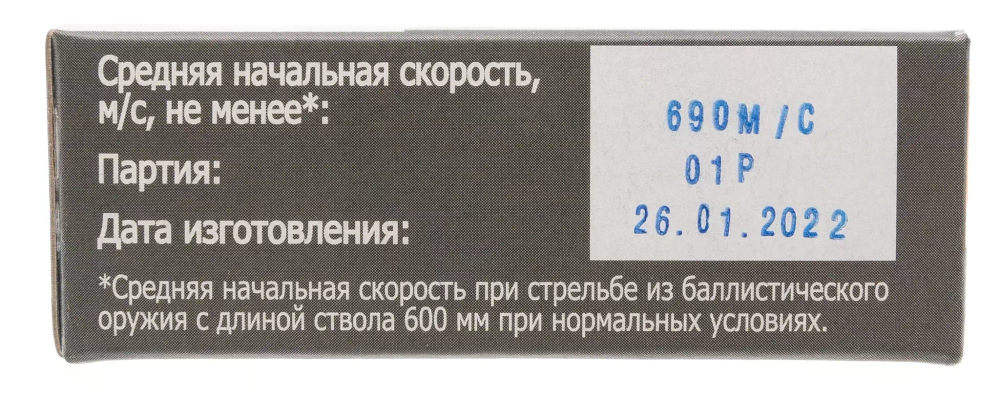 Средняя начальная скорость,
м/с, не менее*:
690М/С
Партия:
01Р
Дата изготовления:
26.01.2022
*Средняя начальная скорость при стрельбе из баллистического
оружия с длиной ствола 600 мм при нормальных условиях.